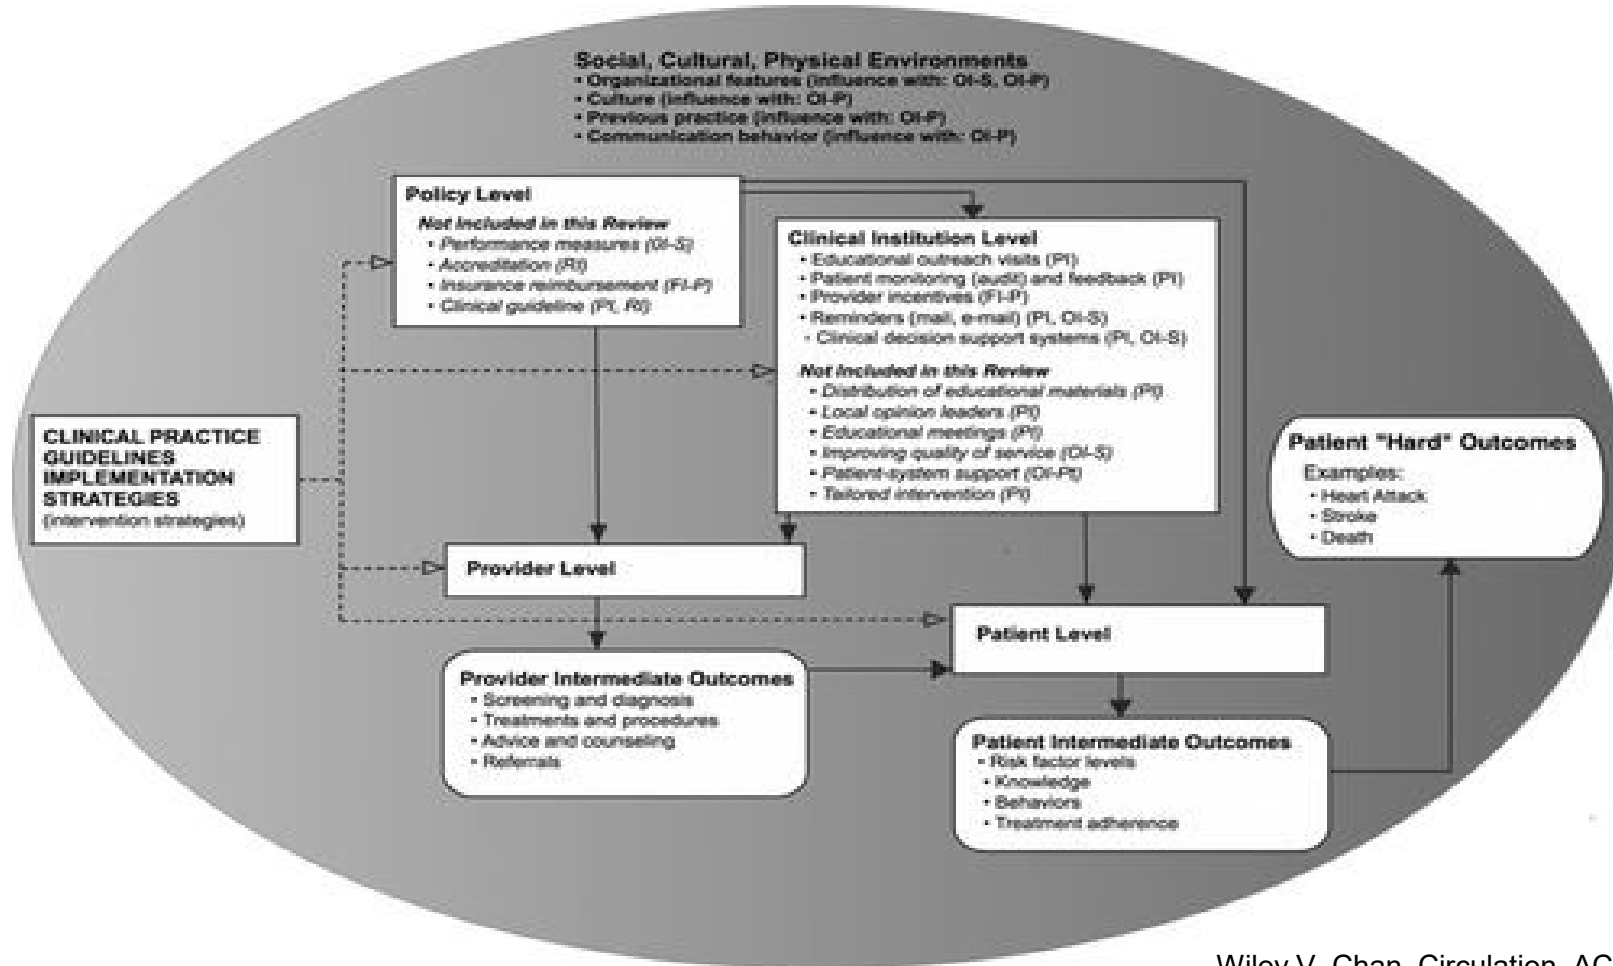 Social, Cultural, Physical Environments
• Organizational features (influence with: OI-S, OI-P)
• Culture (influence with: OI-P)
• Previous practice (influence with: OI-P)
• Communication behavior (influence with: OI-P)
Policy Level
Not Included in this Review
• Performance measures (OI-S)
• Accreditation (RI)
• Insurance reimbursement (FI-P)
• Clinical guideline (PI, RI)
Clinical Institution Level
• Educational outreach visits (PI)
• Patient monitoring (audit) and feedback (PI)
• Provider incentives (FI-P)
• Reminders (mail, e-mail) (PI, OI-S)
• Clinical decision support systems (PI, OI-S)
Not Included in this Review
• Distribution of educational materials (PI)
• Local opinion leaders (PI)
• Educational meetings (PI)
• Improving quality of service (OI-S)
• Patient-system support (OI-Pt)
• Tailored intervention (PI)
CLINICAL PRACTICE
GUIDELINES
IMPLEMENTATION
STRATEGIES
(intervention strategies)
Patient "Hard" Outcomes
Examples:
• Heart Attack
• Stroke
• Death
Provider Level
Patient Level
Provider Intermediate Outcomes
• Screening and diagnosis
• Treatments and procedures
• Advice and counseling
• Referrals
Patient Intermediate Outcomes
• Risk factor levels
• Knowledge
• Behaviors
• Treatment adherence
Wiley V. Chan, Circulation, AC